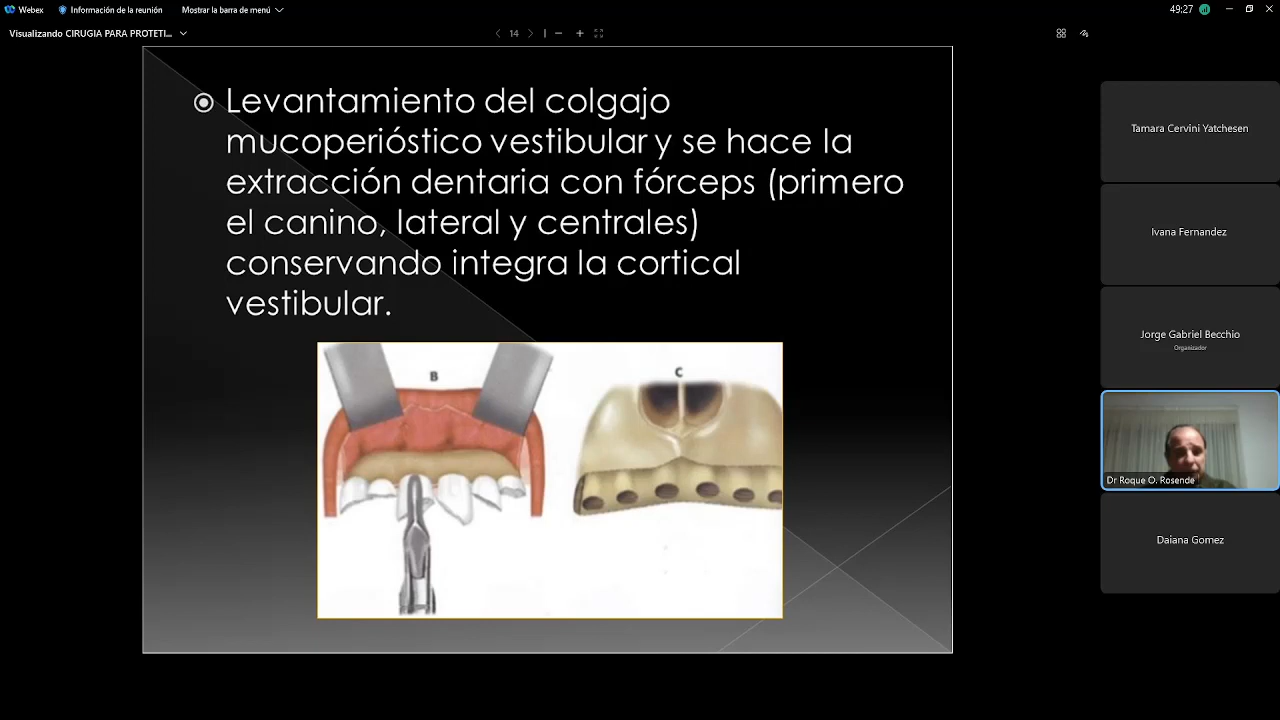 Webex
Información de la reunión
Mostrar la barra de menú
49:27
Visualizando CIRUGIA PARA PROTETI...
14
Levantamiento del colgajo
mucoperióstico vestibular y se hace la
extracción dentaria con fórceps (primero
el canino, lateral y centrales)
conservando integra la cortical
vestibular.
B
C
Tamara Cervini Yatchesen
Ivana Fernandez
Jorge Gabriel Becchio
Organizador
Dr Roque O. Rosende
Daiana Gomez